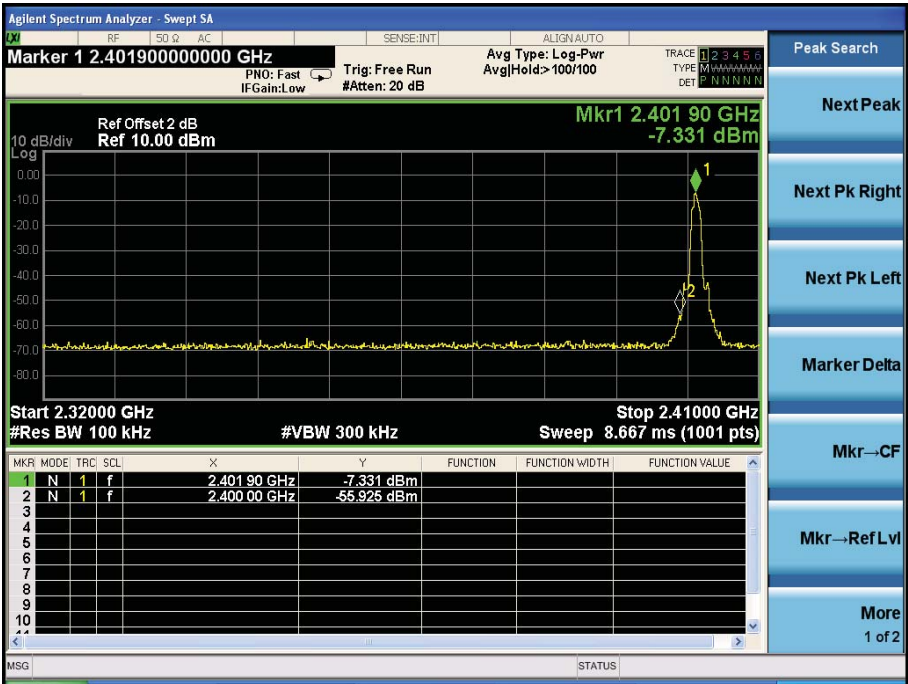 Agilent Spectrum Analyzer - Swept SA
LXI RF 50 Ω AC SENSE:INT ALIGN AUTO
Marker 1 2.401900000000 GHz
PNO: Fast
IFGain:Low
Trig: Free Run
#Atten: 20 dB
Avg Type: Log-Pwr
Avg|Hold:>100/100
TRACE 1 2 3 4 5 6
TYPE M
DET P N N N N N
Mkr1 2.401 90 GHz
-7.331 dBm
Ref Offset 2 dB
10 dB/div Ref 10.00 dBm
Log
0.00
-10.0
-20.0
-30.0
-40.0
-50.0
-60.0
-70.0
-80.0
1
2
Start 2.32000 GHz Stop 2.41000 GHz
#Res BW 100 kHz #VBW 300 kHz Sweep 8.667 ms (1001 pts)
MKR MODE TRC SCL X Y FUNCTION FUNCTION WIDTH FUNCTION VALUE
1 N 1 f 2.401 90 GHz -7.331 dBm
2 N 1 f 2.400 00 GHz -55.925 dBm
3
4
5
6
7
8
9
10
MSG STATUS
Peak Search
Next Peak
Next Pk Right
Next Pk Left
Marker Delta
Mkr→CF
Mkr→Ref Lvl
More
1 of 2